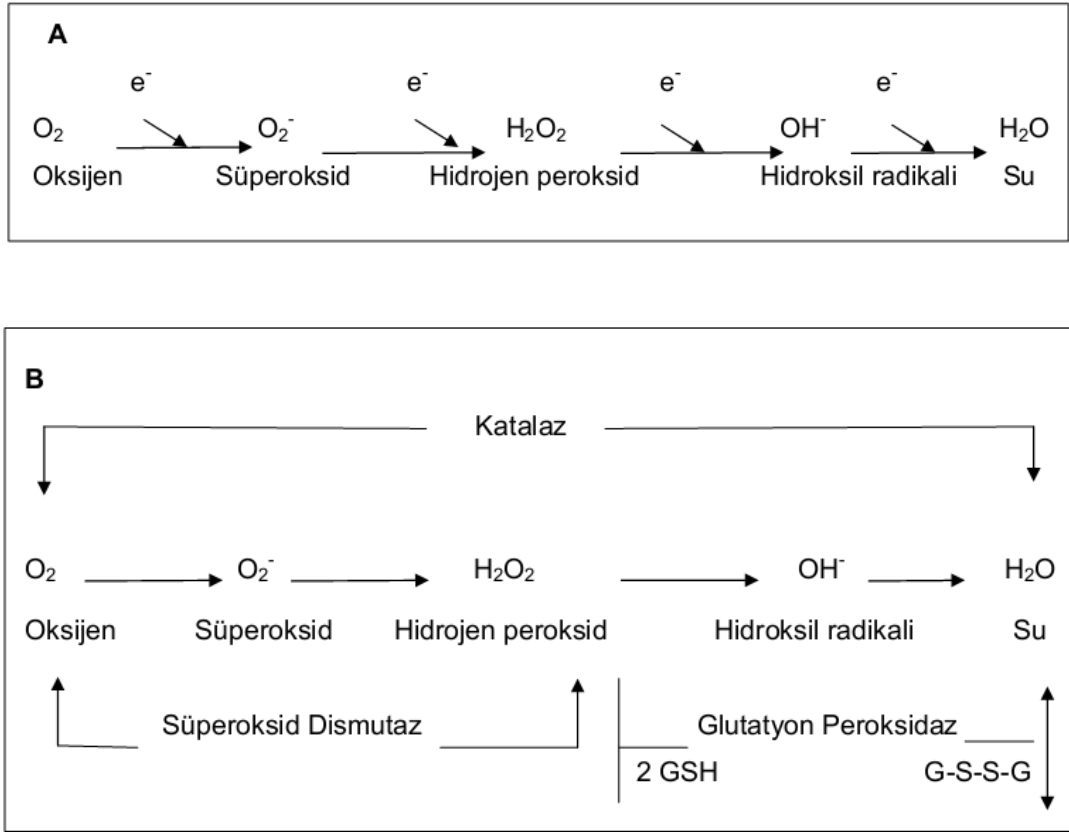 A
e⁻ e⁻ e⁻ e⁻
O₂ O₂⁻ H₂O₂ OH⁻ H₂O
Oksijen Süperoksid Hidrojen peroksid Hidroksil radikali Su
B
Katalaz
O₂ O₂⁻ H₂O₂ OH⁻ H₂O
Oksijen Süperoksid Hidrojen peroksid Hidroksil radikali Su
Süperoksid Dismutaz Glutatyon Peroksidaz
2 GSH G-S-S-G